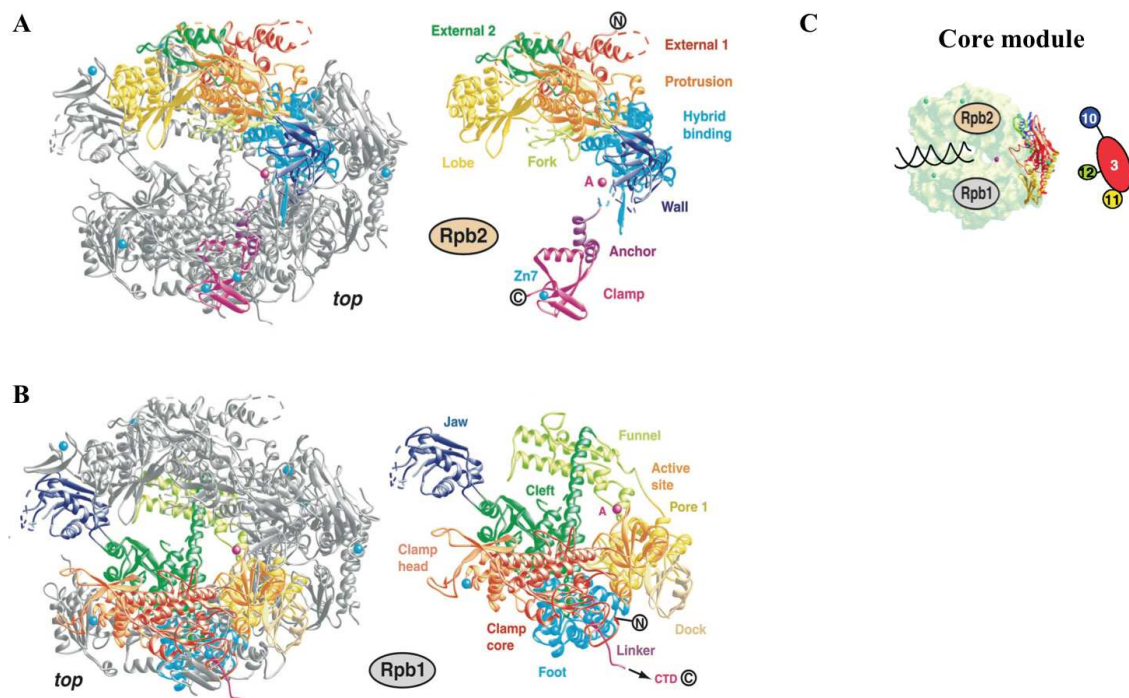 A
External 2
N
External 1
Protrusion
Hybrid
binding
Lobe
Fork
A
Wall
Rpb2
Anchor
Zn7
C
Clamp
top
C
Core module
Rpb2
Rpb1
10
3
12
11
B
Jaw
Funnel
Active
site
Cleft
A
Pore 1
Clamp
head
N
Clamp
core
Dock
Linker
Foot
CTD C
top
Rpb1